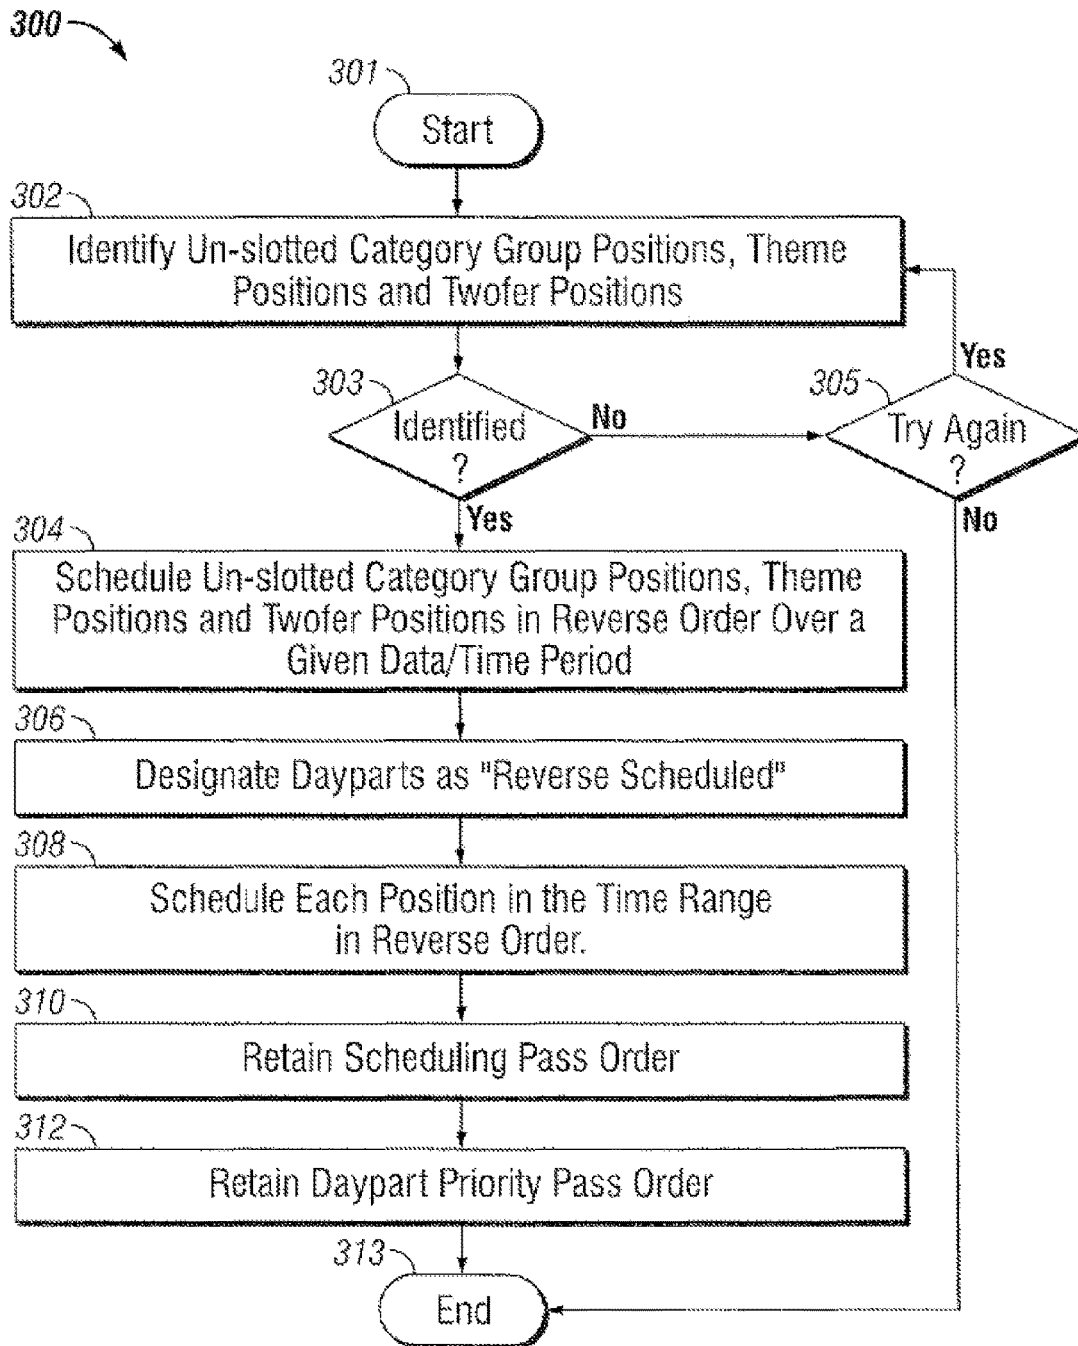 300
301
Start
302
Identify Un-slotted Category Group Positions, Theme
Positions and Twofer Positions
303
Identified
?
No
305
Yes
Try Again
?
No
Yes
304
Schedule Un-slotted Category Group Positions, Theme
Positions and Twofer Positions in Reverse Order Over a
Given Data/Time Period
306
Designate Dayparts as "Reverse Scheduled"
308
Schedule Each Position in the Time Range
in Reverse Order.
310
Retain Scheduling Pass Order
312
Retain Daypart Priority Pass Order
313
End